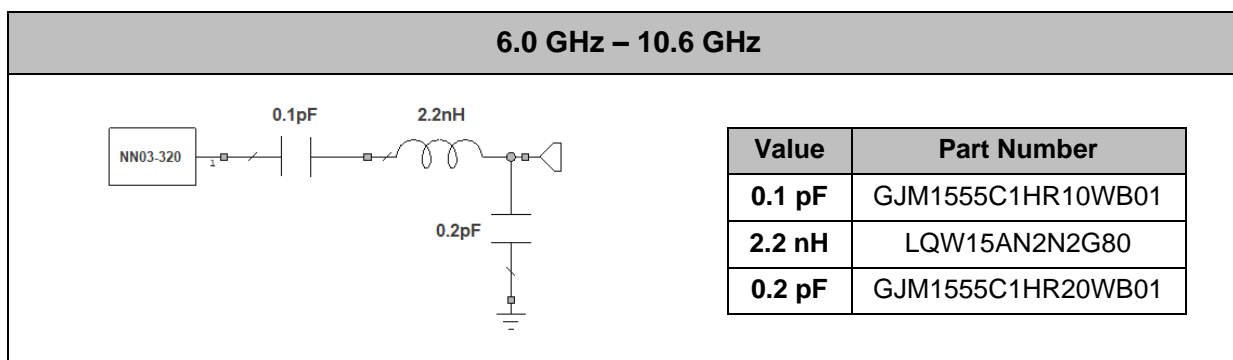 6.0 GHz – 10.6 GHz
0.1pF 2.2nH
NN03-320
1
0.2pF
Value Part Number
0.1 pF GJM1555C1HR10WB01
2.2 nH LQW15AN2N2G80
0.2 pF GJM1555C1HR20WB01